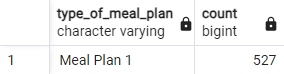 type_of_meal_plan count
character varying bigint
1 Meal Plan 1 527